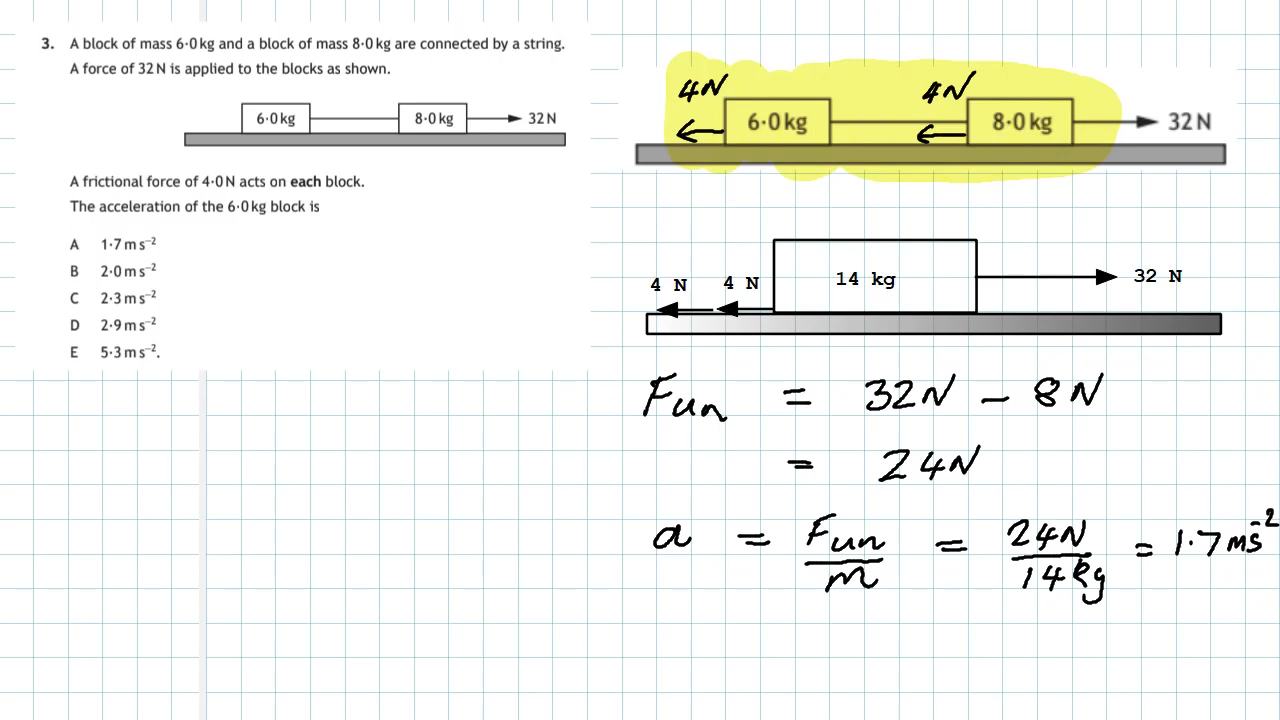 3. A block of mass 6·0 kg and a block of mass 8·0 kg are connected by a string.
A force of 32 N is applied to the blocks as shown.
6·0 kg 8·0 kg 32 N
A frictional force of 4·0 N acts on each block.
The acceleration of the 6·0 kg block is
A 1·7 m s⁻²
B 2·0 m s⁻²
C 2·3 m s⁻²
D 2·9 m s⁻²
E 5·3 m s⁻².
4N 4N
6·0 kg 8·0 kg 32 N
4 N 4 N 14 kg 32 N
Fun = 32N - 8N
= 24N
a = Fun/m = 24N/14kg = 1.7 ms⁻²